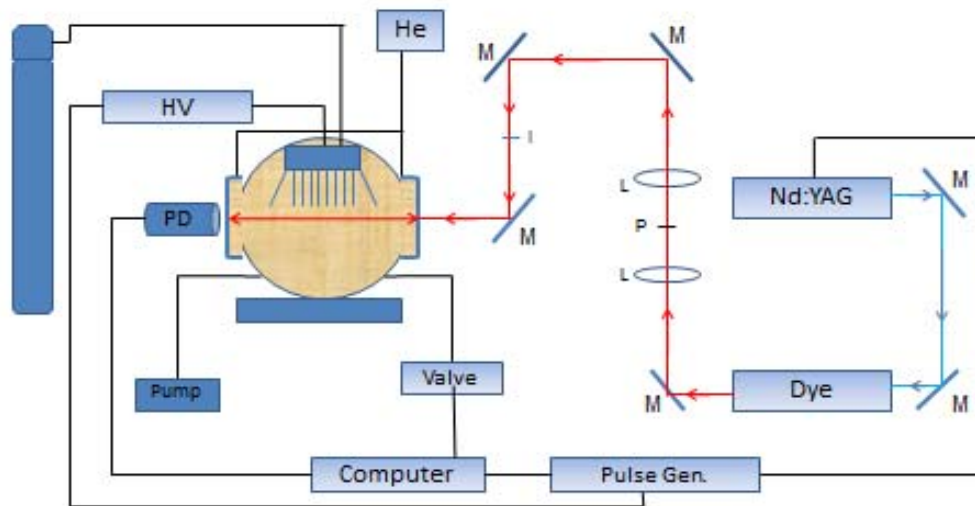 He
M
M
HV
I
L
Nd:YAG
M
PD
M
P
L
Pump
Valve
M
Dye
M
Computer
Pulse Gen.